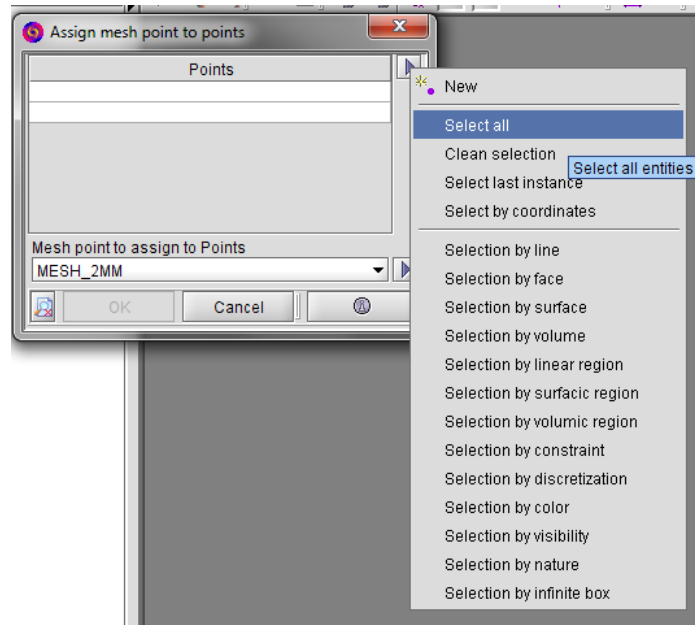 Assign mesh point to points
Points
New
Select all
Clean selection
Select all entities
Select last instance
Select by coordinates
Mesh point to assign to Points
MESH_2MM
OK
Cancel
Selection by line
Selection by face
Selection by surface
Selection by volume
Selection by linear region
Selection by surfacic region
Selection by volumic region
Selection by constraint
Selection by discretization
Selection by color
Selection by visibility
Selection by nature
Selection by infinite box